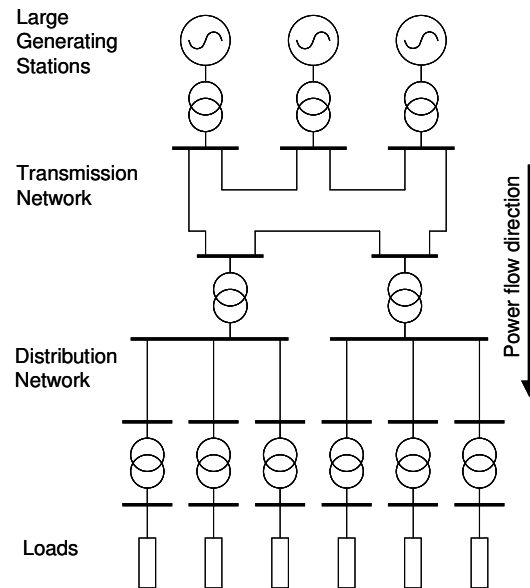 Large
Generating
Stations
Transmission
Network
Power flow direction
Distribution
Network
Loads